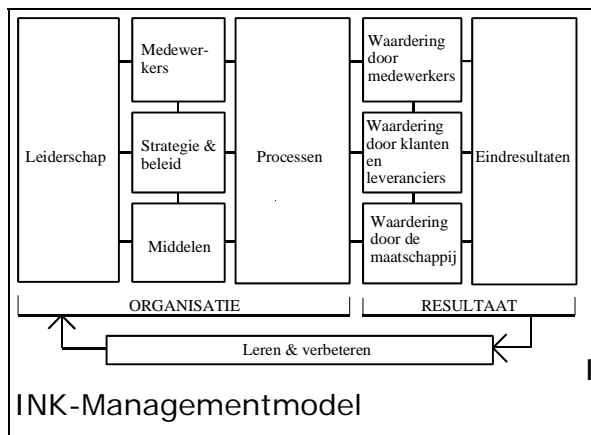 Leiderschap
Medewer-
kers
Strategie &
beleid
Middelen
Processen
Waardering
door
medewerkers
Waardering
door klanten
en
leveranciers
Waardering
door de
maatschappij
Eindresultaten
ORGANISATIE
RESULTAAT
Leren & verbeteren
INK-Managementmodel